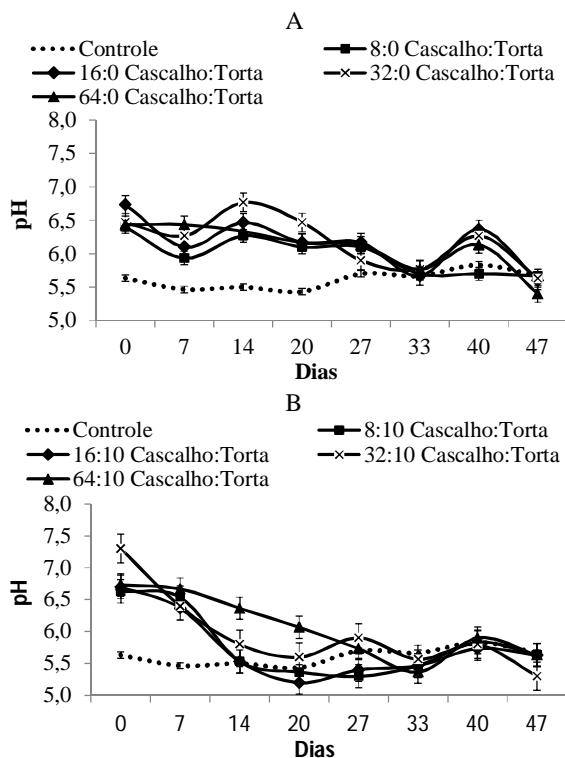 A
Controle
8:0 Cascalho:Torta
16:0 Cascalho:Torta
32:0 Cascalho:Torta
64:0 Cascalho:Torta
8,0
7,5
7,0
6,5
6,0
5,5
5,0
pH
0 7 14 20 27 33 40 47
Dias
B
Controle
8:10 Cascalho:Torta
16:10 Cascalho:Torta
32:10 Cascalho:Torta
64:10 Cascalho:Torta
8,0
7,5
7,0
6,5
6,0
5,5
5,0
pH
0 7 14 20 27 33 40 47
Dias